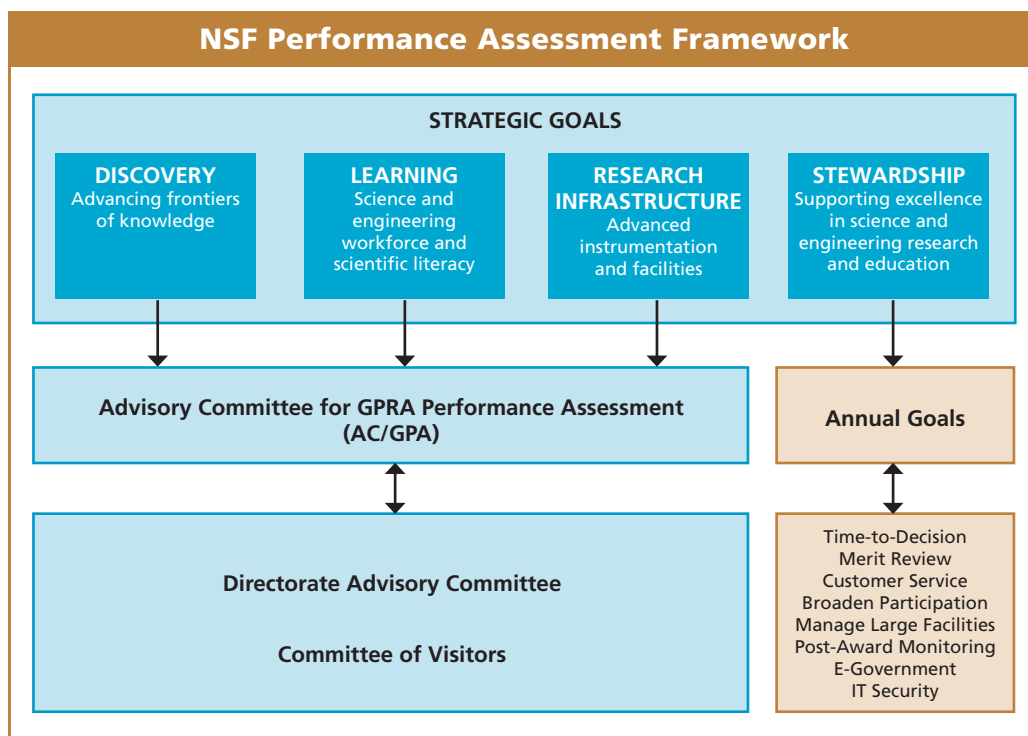 NSF Performance Assessment Framework
STRATEGIC GOALS
DISCOVERY
Advancing frontiers
of knowledge
LEARNING
Science and
engineering
workforce and
scientific literacy
RESEARCH
INFRASTRUCTURE
Advanced
instrumentation
and facilities
STEWARDSHIP
Supporting excellence
in science and
engineering research
and education
Advisory Committee for GPRA Performance Assessment
(AC/GPA)
Annual Goals
Directorate Advisory Committee
Committee of Visitors
Time-to-Decision
Merit Review
Customer Service
Broaden Participation
Manage Large Facilities
Post-Award Monitoring
E-Government
IT Security